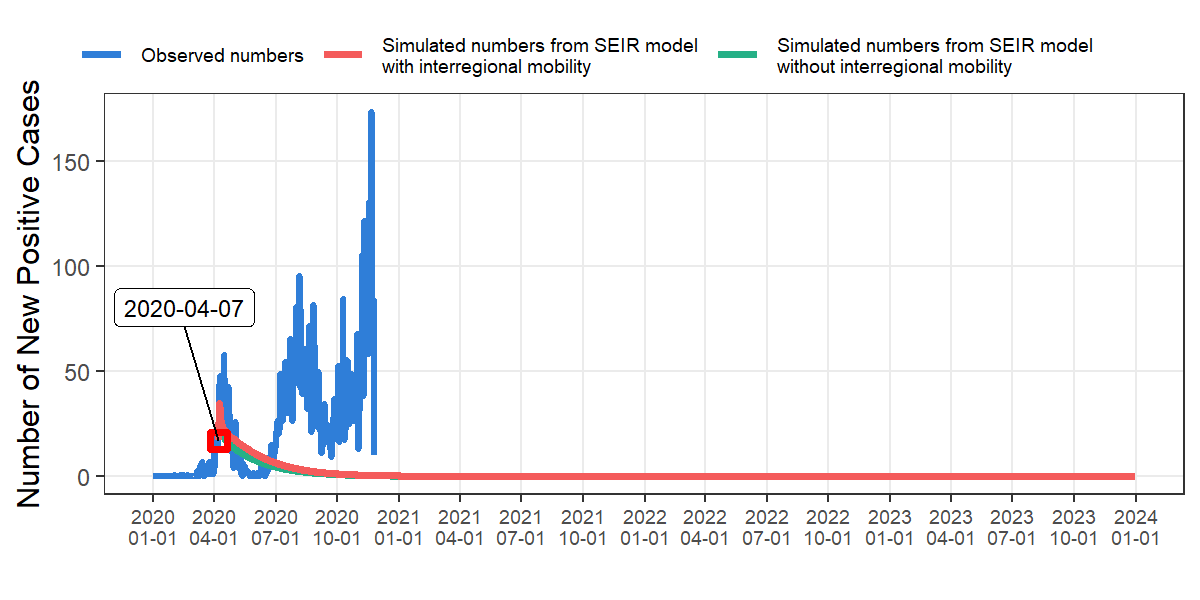 Observed numbers
Simulated numbers from SEIR model
with interregional mobility
Simulated numbers from SEIR model
without interregional mobility
Number of New Positive Cases
150
100
50
0
2020-04-07
2020 2020 2020 2020 2021 2021 2021 2021 2022 2022 2022 2022 2023 2023 2023 2023 2024
01-01 04-01 07-01 10-01 01-01 04-01 07-01 10-01 01-01 04-01 07-01 10-01 01-01 04-01 07-01 10-01 01-01